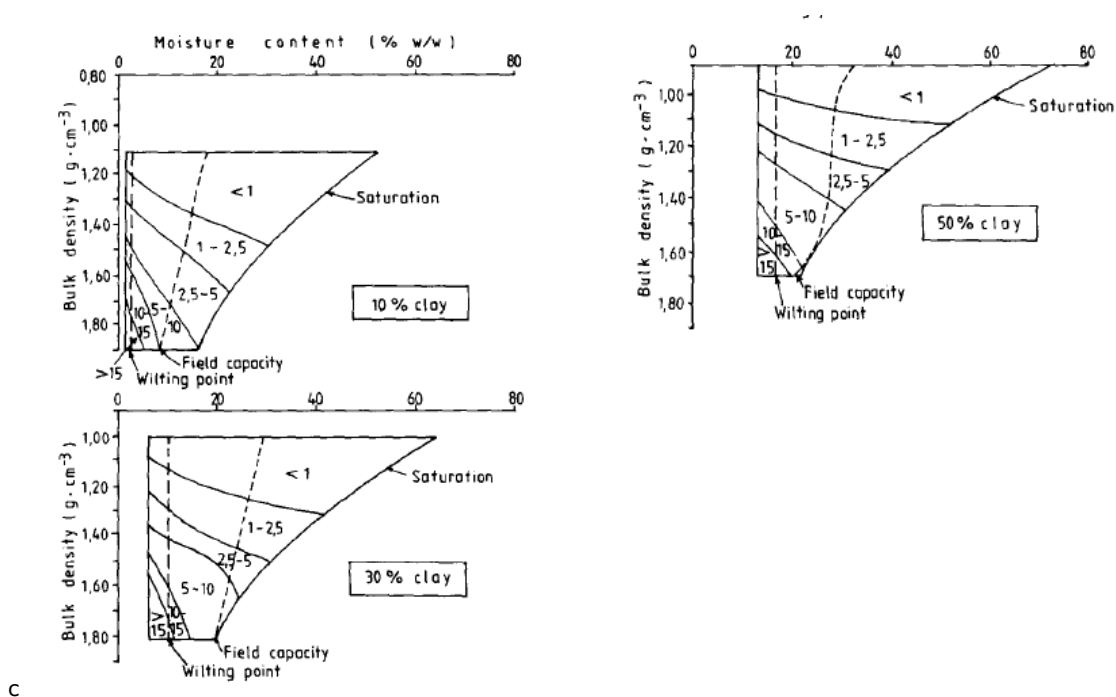 Moisture content (% w/w)
0 20 40 60 80
0,80
1,00
1,20
1,40
1,60
1,80
Bulk density (g·cm⁻³)
<1
1-2,5
2,5-5
5-
10
10-
15
>15
Saturation
10% clay
Field capacity
Wilting point
0 20 40 60 80
1,00
1,20
1,40
1,60
1,80
Bulk density (g·cm⁻³)
<1
1-2,5
2,5-5
5-10
10-
15
>
15
Saturation
50% clay
Field capacity
Wilting point
0 20 40 60 80
1,00
1,20
1,40
1,60
1,80
Bulk density (g·cm⁻³)
<1
1-2,5
2,5-5
5-10
10-
15
>
15
Saturation
30% clay
Field capacity
Wilting point
C